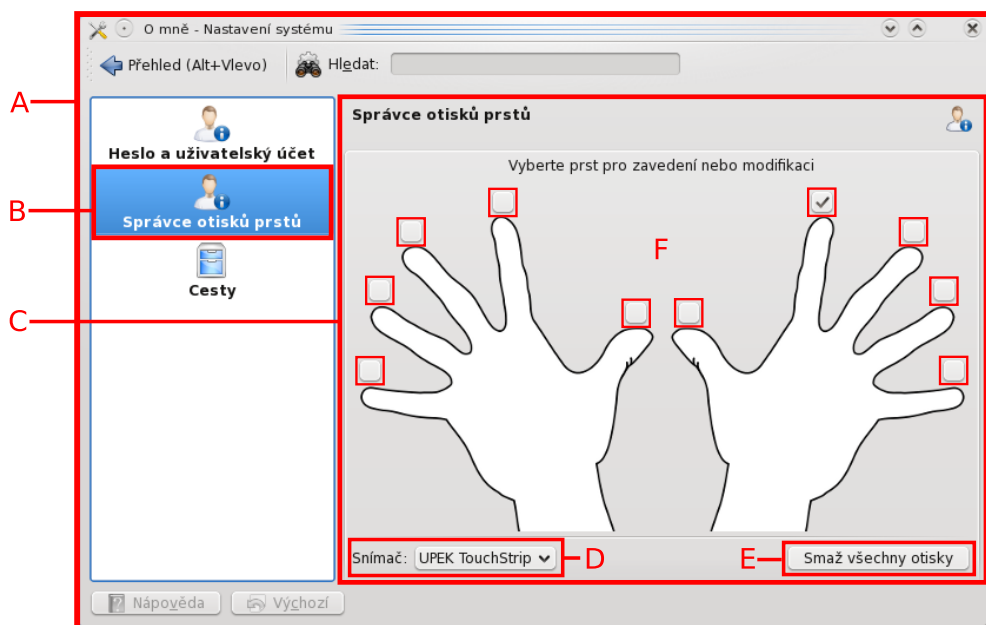 O mně - Nastavení systému
Přehled (Alt+Vlevo)
Hledat:
A
Heslo a uživatelský účet
B
Správce otisků prstů
Cesty
C
Správce otisků prstů
Vyberte prst pro zavedení nebo modifikaci
F
Snímač: UPEK TouchStrip
D
E
Smaž všechny otisky
Nápověda
Výchozí